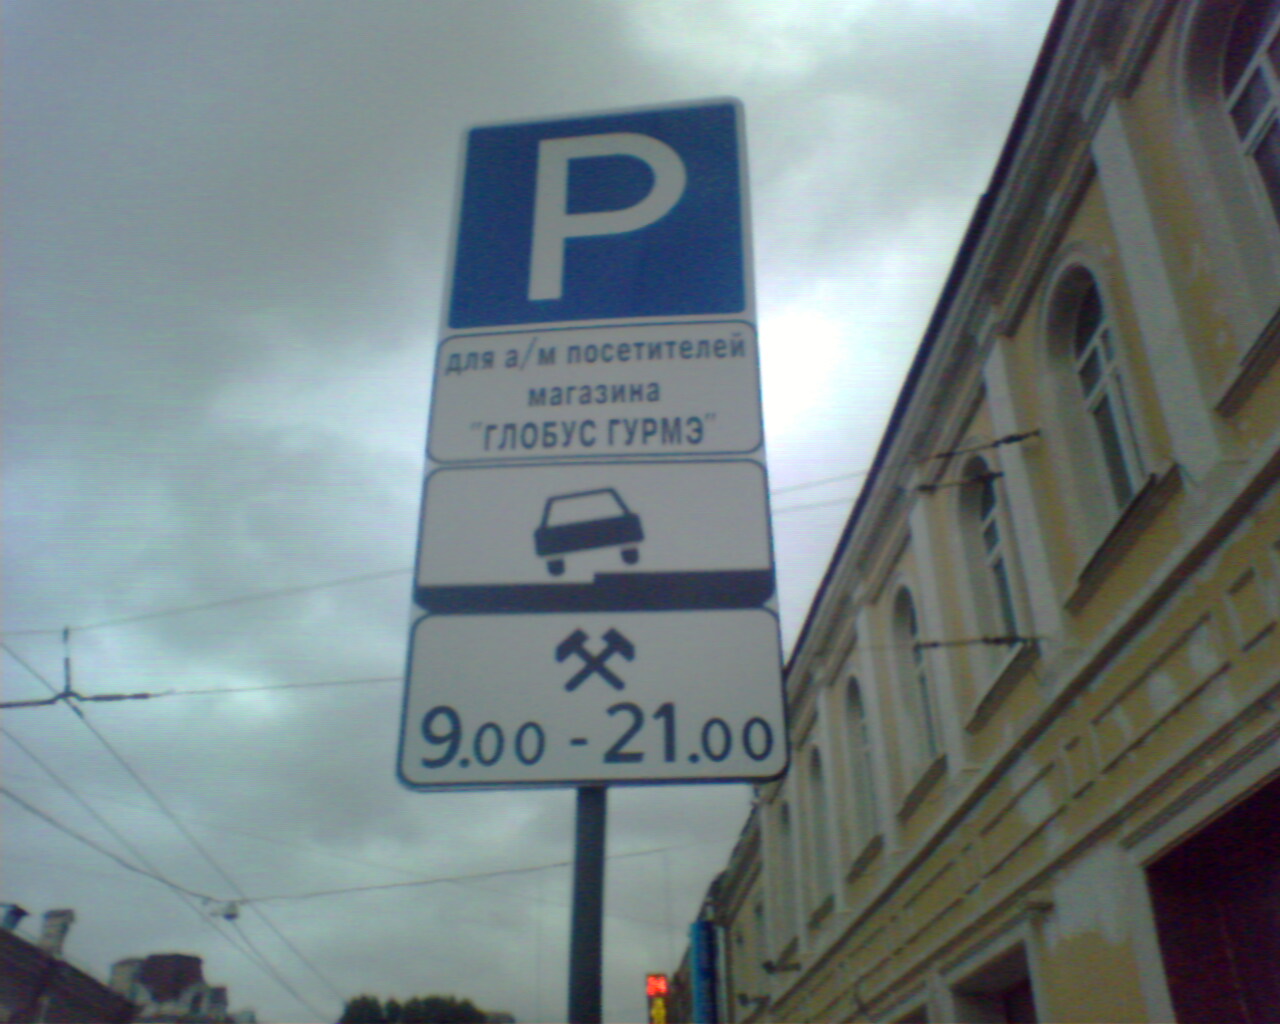 P
для а/м посетителей
магазина
"ГЛОБУС ГУРМЭ"
9.00 - 21.00